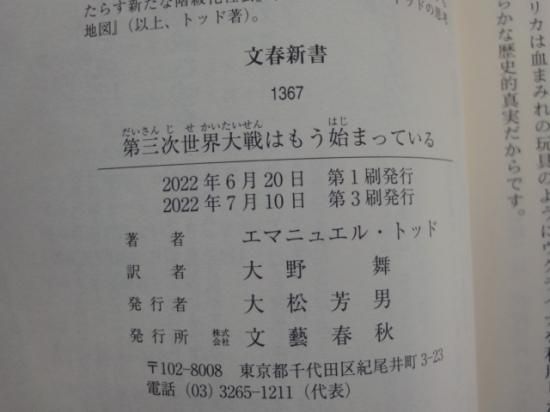 たらす新たな階級化社会
地図』(以上、トッド著)。
文春新書
1367
だいさんじせかいたいせん はじ
第三次世界大戦はもう始まっている
2022年6月20日 第1刷発行
2022年7月10日 第3刷発行
著者 エマニュエル・トッド
訳者 大野 舞
発行者 大松芳男
発行所 株式会社 文藝春秋
〒102-8008 東京都千代田区紀尾井町3-23
電話 (03) 3265-1211 (代表)
リカは血まみれの玩具のように
らかな歴史的真実だからです。